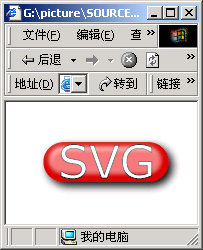 G:\picture\SOURCE...
文件(F) 编辑(E) 查 »
后退 »
地址(D) 转到 链接 »
SVG
我的电脑